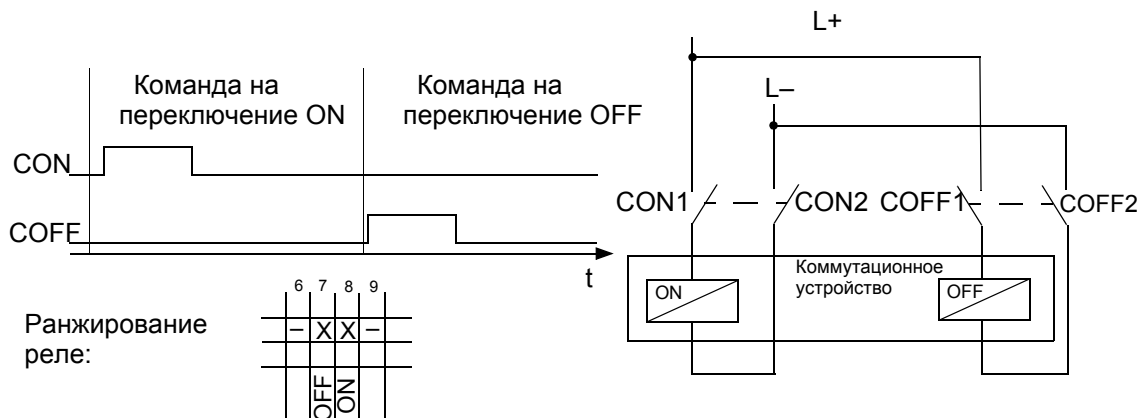 L+
Команда на
переключение ON
Команда на
переключение OFF
L–
CON
COFF
t
CON1
CON2
COFF1
COFF2
Коммутационное
устройство
ON
OFF
Ранжирование
реле:
6 7 8 9
– X X –
OFF
ON